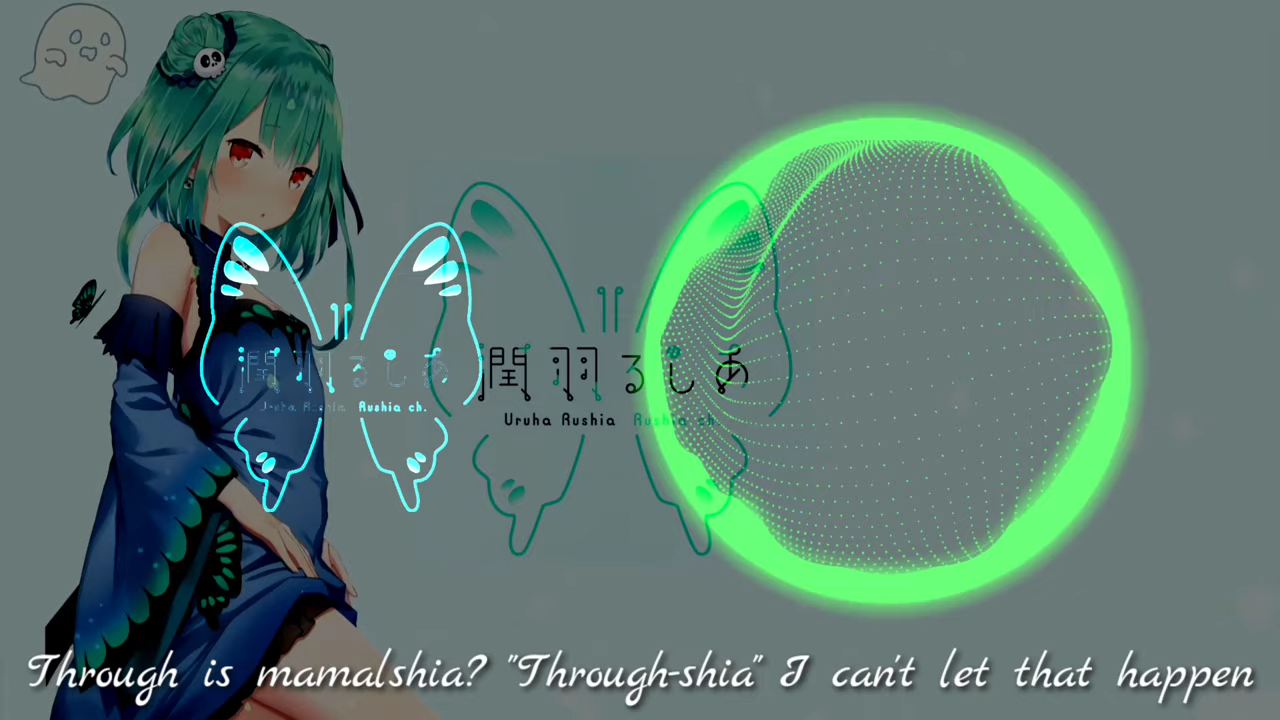 潤羽るしあ
Uruha Rushia Rushia ch.
潤羽るしあ
Uruha Rushia Rushia ch.
Through is mamalshia? "Through-shia" I can't let that happen